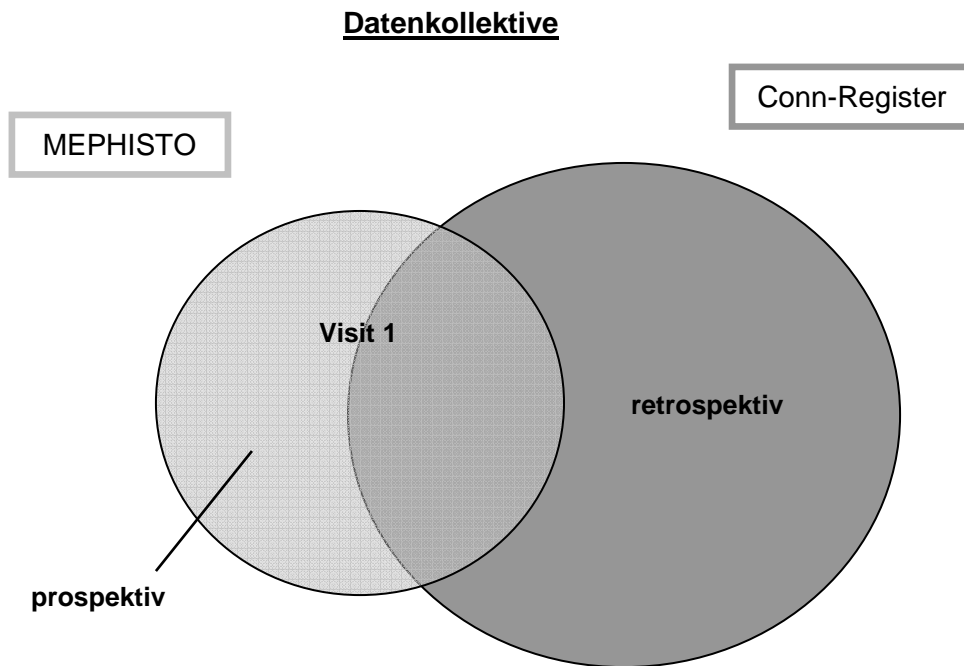 Datenkollektive
Conn-Register
MEPHISTO
Visit 1
retrospektiv
prospektiv